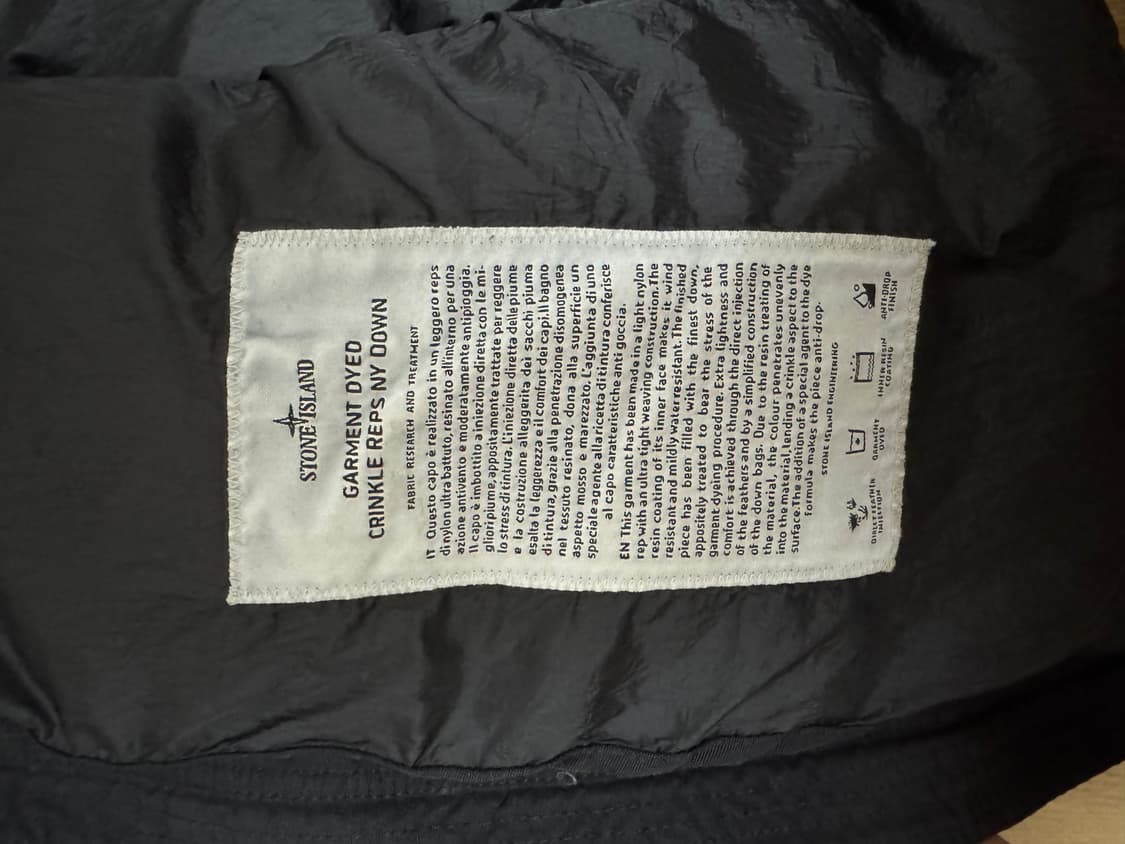 STONE ISLAND
GARMENT DYED
CRINKLE REPS NY DOWN
FABRIC RESEARCH AND TREATMENT
IT Questo capo è realizzato in un leggero reps
di nylon ultra battuto, resinato all'interno per una
azione antivento e moderatamente antipioggia.
Il capo è imbottito a iniezione diretta con le mi-
gliori piume, appositamente trattate per reggere
lo stress di tintura. L'iniezione diretta delle piume
e la costruzione alleggerita dei sacchi piuma
esalta la leggerezza e il comfort dei capi. Il bagno
di tintura, grazie alla penetrazione disomogenea
nel tessuto resinato, dona alla superficie un
aspetto mosso e marezzato. L'aggiunta di uno
speciale agente alla ricetta di tintura conferisce
al capo caratteristiche anti goccia.
EN This garment has been made in a light nylon
rep with an ultra tight weaving construction. The
resin coating of its inner face makes it wind
resistant and mildly water resistant. The finished
piece has been filled with the finest down,
appositely treated to bear the stress of the
garment dyeing procedure. Extra lightness and
comfort is achieved through the direct injection
of the feathers and by a simplified construction
of the down bags. Due to the resin treating of
the material, the colour penetrates unevenly
into the material, lending a crinkle aspect to the
surface. The addition of a special agent to the dye
formula makes the piece anti-drop.
STONE ISLAND ENGINEERING
DIRECT FEATHER
INJECTION
GARMENT
DYED
INNER RESIN
COATING
ANTI-DROP
FINISH